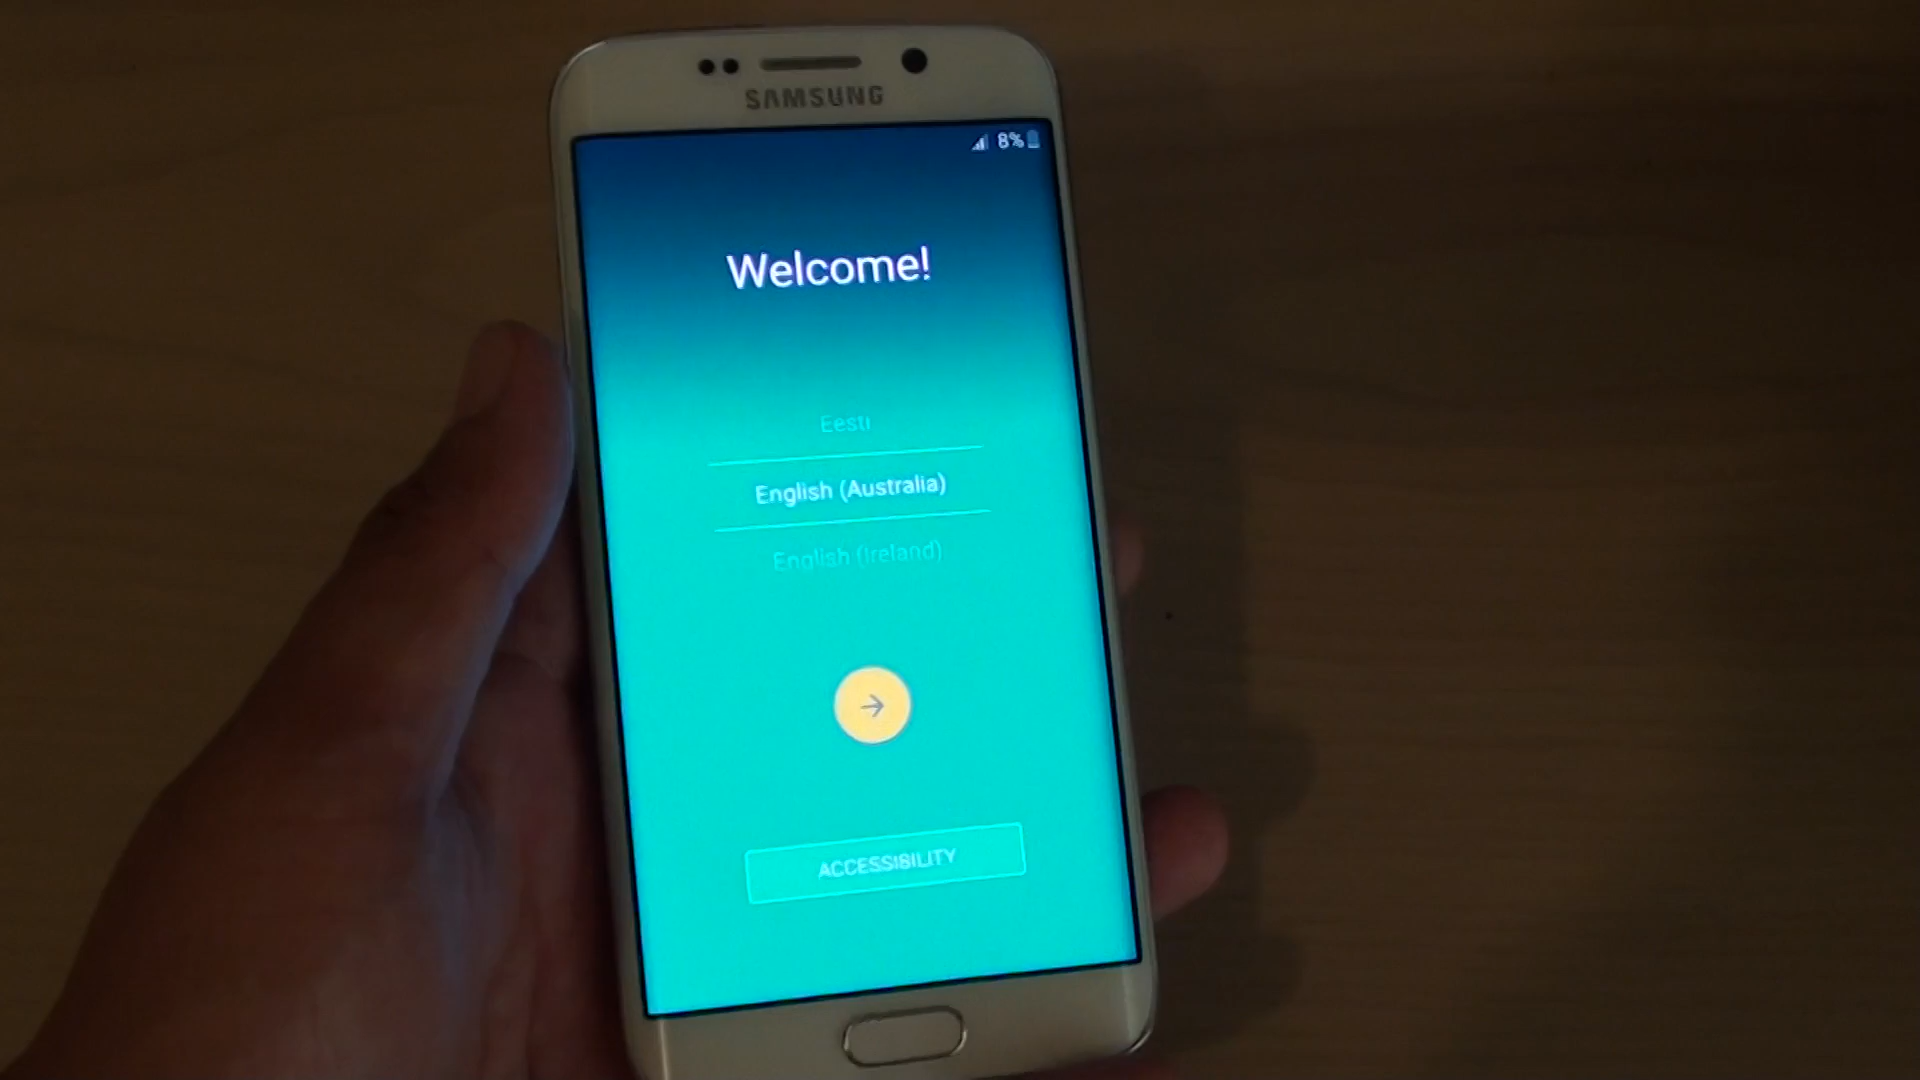 SAMSUNG
8%
Welcome!
Eesti
English (Australia)
English (Ireland)
ACCESSIBILITY